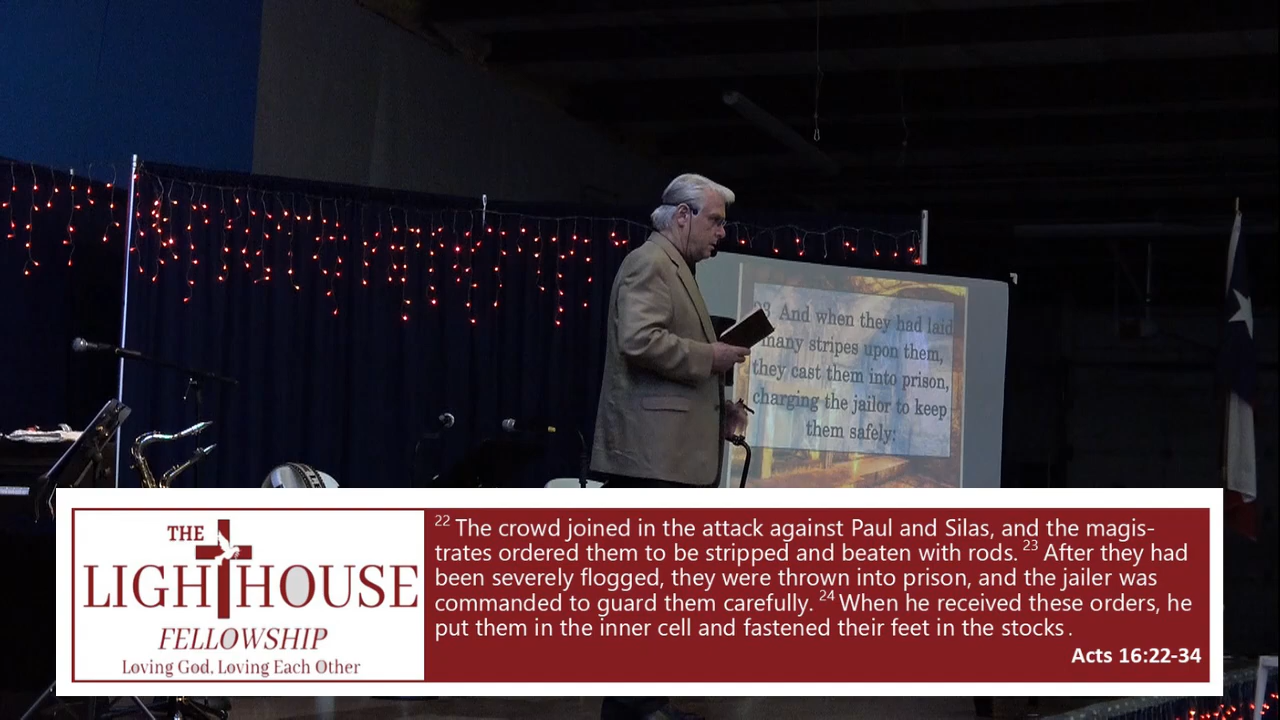 23 And when they had laid
many stripes upon them,
they cast them into prison,
charging the jailor to keep
them safely:
THE
LIGHTHOUSE
FELLOWSHIP
Loving God, Loving Each Other
22 The crowd joined in the attack against Paul and Silas, and the magis-
trates ordered them to be stripped and beaten with rods. 23 After they had
been severely flogged, they were thrown into prison, and the jailer was
commanded to guard them carefully. 24 When he received these orders, he
put them in the inner cell and fastened their feet in the stocks.
Acts 16:22-34